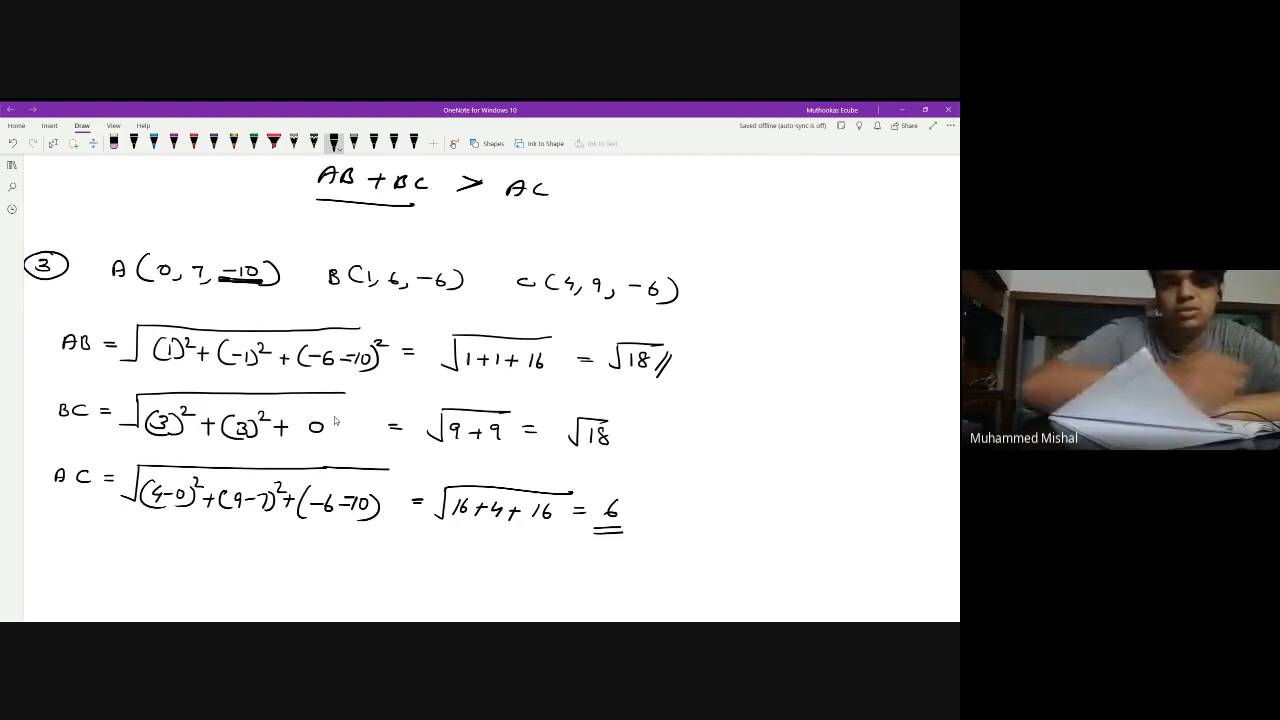 OneNote for Windows 10
Muthookas Ecube
Home Insert Draw View Help
Saved offline (auto-sync is off) Share
Shapes Ink to Shape Ink to Text
AB + BC > AC
3 A (0, 7, -10) B (1, 6, -6) C (4, 9, -6)
AB = √(1)² + (-1)² + (-6 - -10)² = √1+1+16 = √18 //
BC = √(3)² + (3)² + 0 = √9+9 = √18
AC = √(4-0)² + (9-7)² + (-6 - -10) = √16+4+16 = 6
Muhammed Mishal